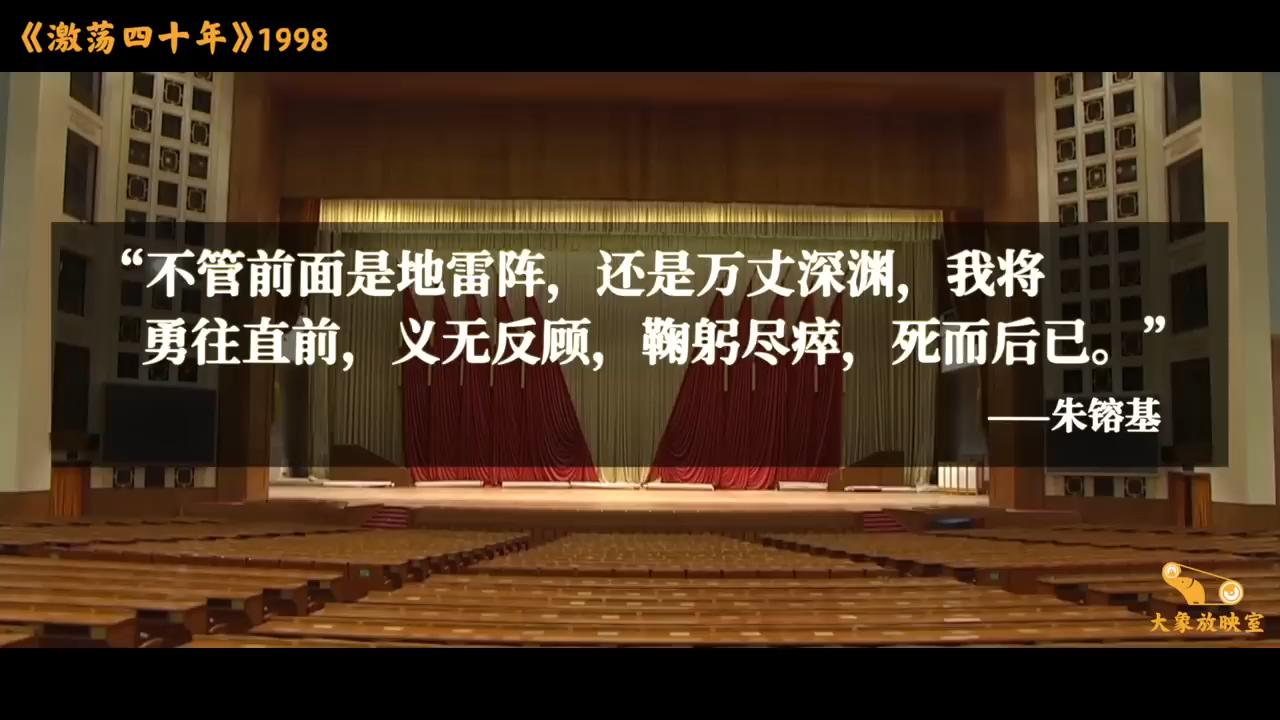 《激荡四十年》1998
“不管前面是地雷阵，还是万丈深渊，我将
勇往直前，义无反顾，鞠躬尽瘁，死而后已。”
——朱镕基
大象放映室